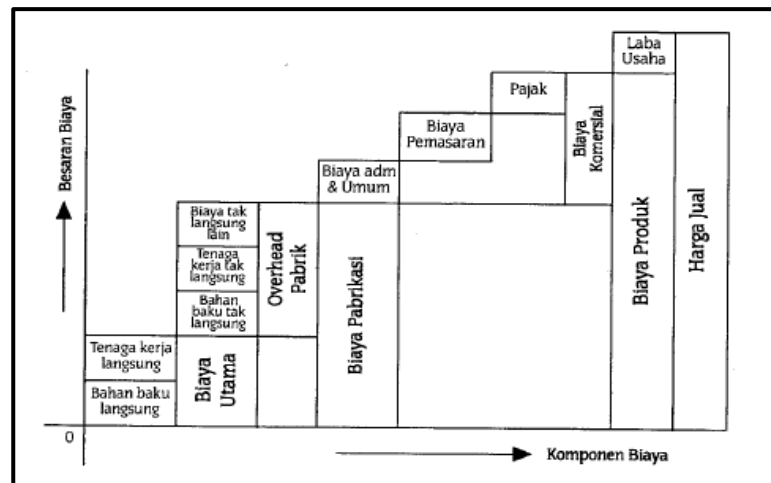 Besaran Biaya
Laba
Usaha
Pajak
Biaya
Pemasaran
Biaya
Komersial
Biaya adm
& Umum
Biaya tak
langsung
lain
Tenaga
kerja tak
langsung
Bahan
baku tak
langsung
Overhead
Pabrik
Biaya Pabrikasi
Biaya Produk
Harga Jual
Tenaga kerja
langsung
Bahan baku
langsung
Biaya
Utama
0
Komponen Biaya